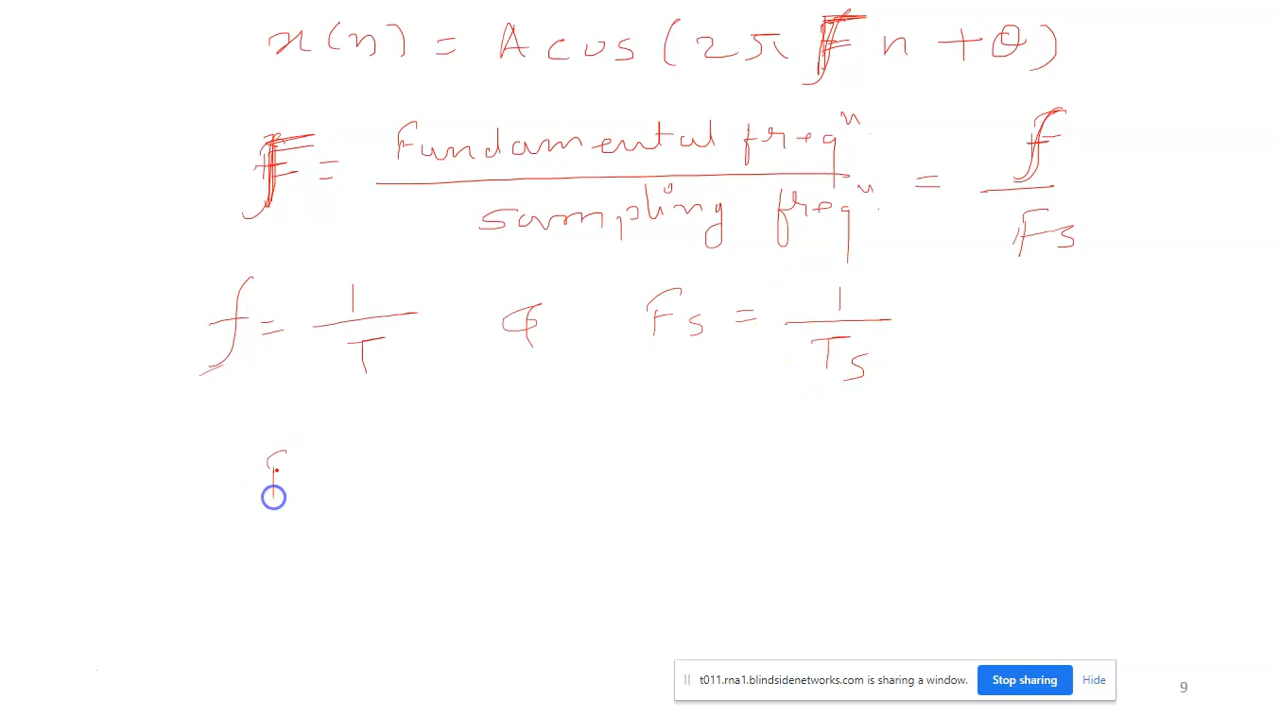 x(n) = A cos (2π F n + θ)
F = Fundamental freqⁿ. / sampling freqⁿ. = f / Fs
f = 1 / T & Fs = 1 / Ts
t011.rna1.blindsidenetworks.com is sharing a window. Stop sharing Hide
9